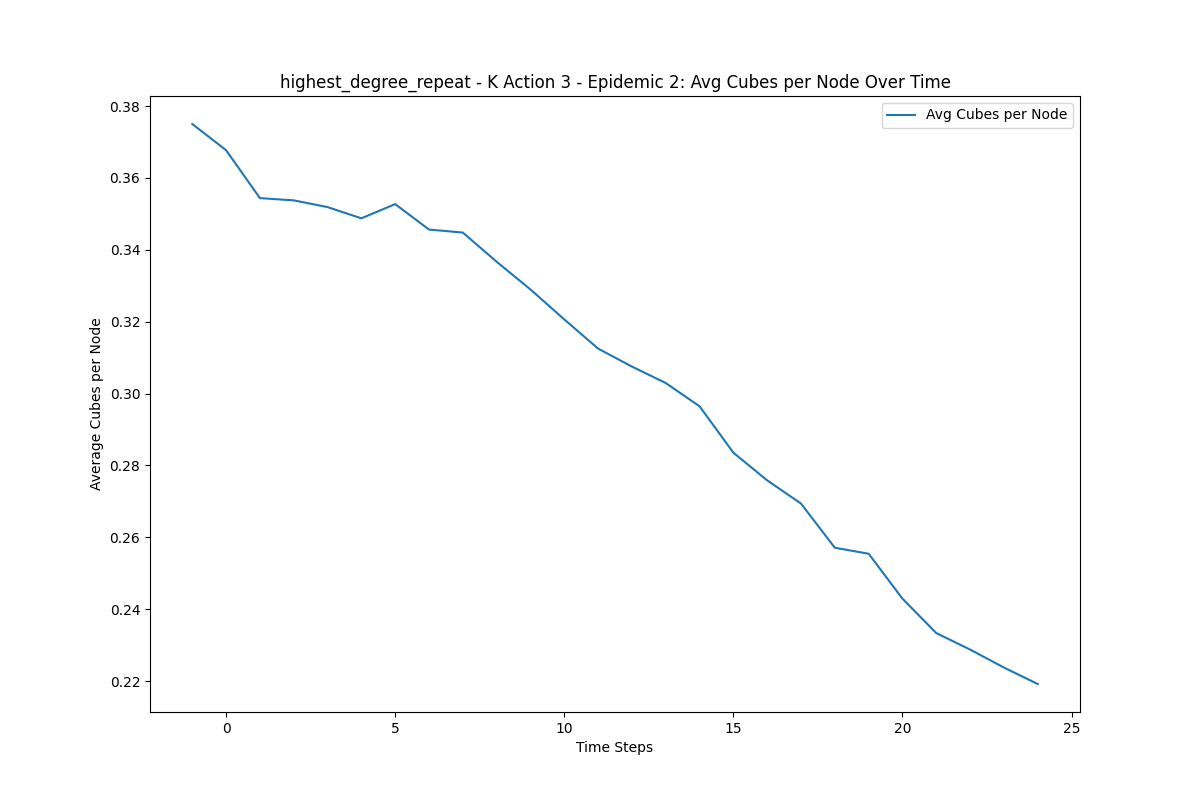 highest_degree_repeat - K Action 3 - Epidemic 2: Avg Cubes per Node Over Time
Avg Cubes per Node
Average Cubes per Node
0.38
0.36
0.34
0.32
0.30
0.28
0.26
0.24
0.22
0 5 10 15 20 25
Time Steps